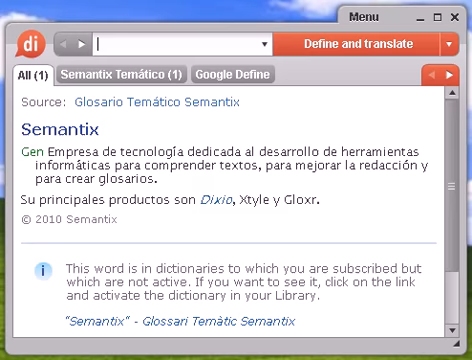 Menu
di
Define and translate
All (1)
Semantix Temático (1)
Google Define
Source: Glosario Temático Semantix
Semantix
Gen Empresa de tecnología dedicada al desarrollo de herramientas
informáticas para comprender textos, para mejorar la redacción y
para crear glosarios.
Su principales productos son Dixio, Xtyle y Gloxr.
© 2010 Semantix
i
This word is in dictionaries to which you are subscribed but
which are not active. If you want to see it, click on the link
and activate the dictionary in your Library.
"Semantix" - Glossari Temàtic Semantix